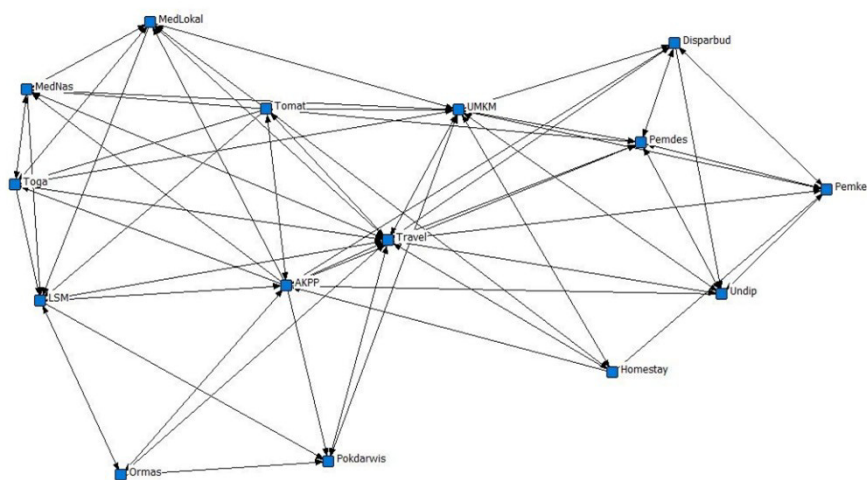 MedLokal
Disparbud
MedNas
Tomat
UMKM
Pemdes
Toga
Pemke
Travel
AKPP
Undip
LSM
Homestay
Pokdarwis
Ormas